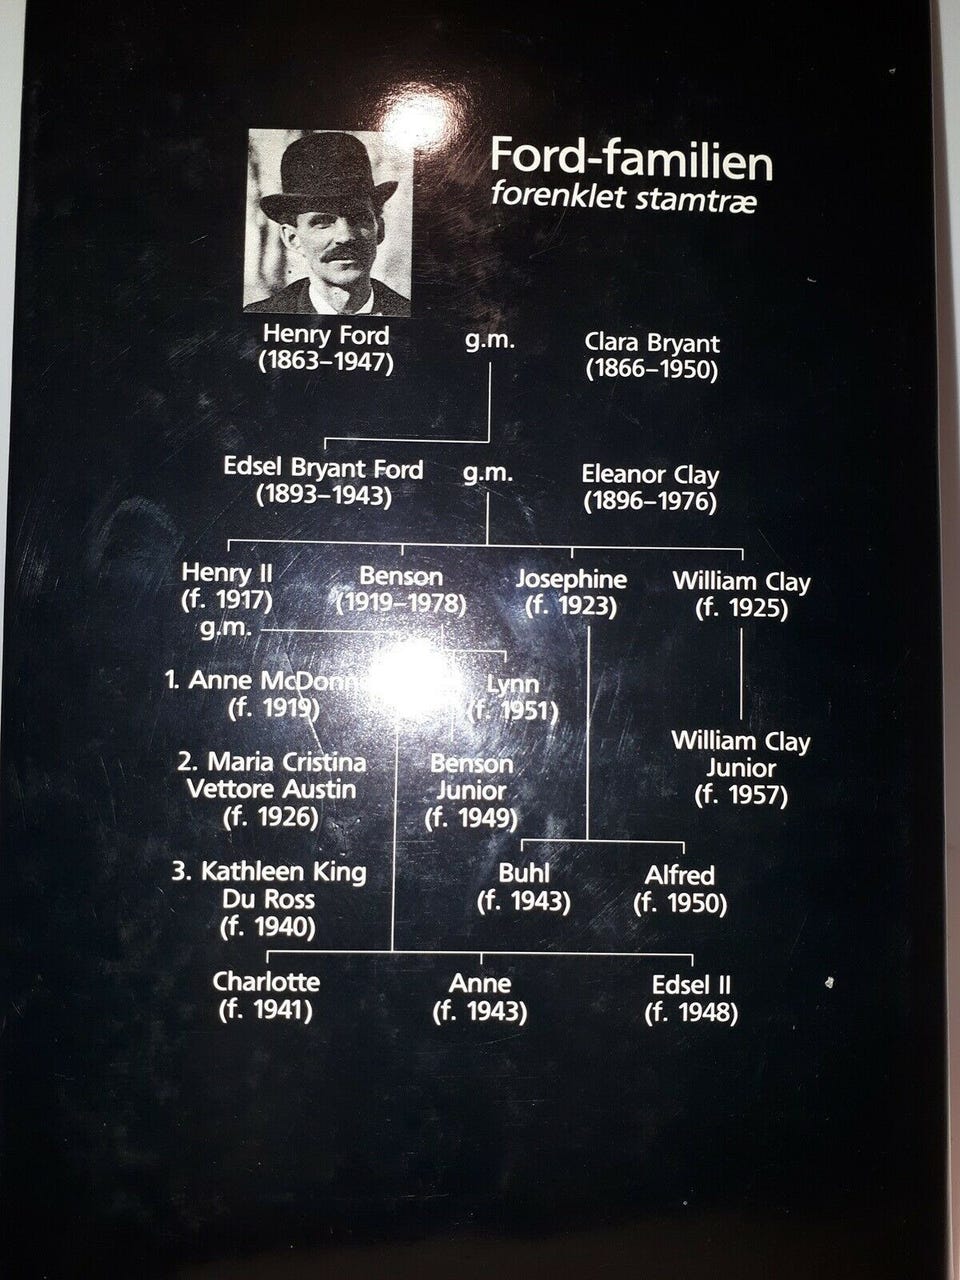 Ford-familien
forenklet stamtræ
Henry Ford
(1863–1947)
g.m.
Clara Bryant
(1866–1950)
Edsel Bryant Ford
(1893–1943)
g.m.
Eleanor Clay
(1896–1976)
Henry II
(f. 1917)
g.m.
Benson
(1919–1978)
Josephine
(f. 1923)
William Clay
(f. 1925)
1. Anne
(f. 1919)
Lynn
(f. 1951)
2. Maria Cristina
Vettore Austin
(f. 1926)
Benson
Junior
(f. 1949)
William Clay
Junior
(f. 1957)
3. Kathleen King
Du Ross
(f. 1940)
Buhl
(f. 1943)
Alfred
(f. 1950)
Charlotte
(f. 1941)
Anne
(f. 1943)
Edsel II
(f. 1948)